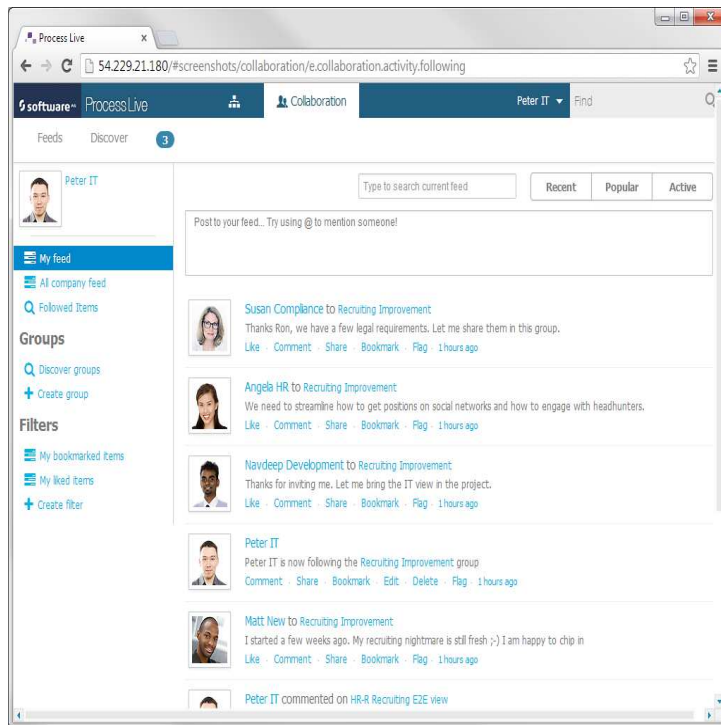 Process Live
54.229.21.180/#screenshots/collaboration/e.collaboration.activity.following
software AG Process Live Collaboration Peter IT Find
Feeds Discover 3
Peter IT
Type to search current feed Recent Popular Active
Post to your feed... Try using @ to mention someone!
My feed
All company feed
Followed Items
Groups
Discover groups
Create group
Filters
My bookmarked items
My liked items
Create filter
Susan Compliance to Recruiting Improvement
Thanks Ron, we have a few legal requirements. Let me share them in this group.
Like · Comment · Share · Bookmark · Flag · 1 hours ago
Angela HR to Recruiting Improvement
We need to streamline how to get positions on social networks and how to engage with headhunters.
Like · Comment · Share · Bookmark · Flag · 1 hours ago
Navdeep Development to Recruiting Improvement
Thanks for inviting me. Let me bring the IT view in the project.
Like · Comment · Share · Bookmark · Flag · 1 hours ago
Peter IT
Peter IT is now following the Recruiting Improvement group
Comment · Share · Bookmark · Edit · Delete · Flag · 1 hours ago
Matt New to Recruiting Improvement
I started a few weeks ago. My recruiting nightmare is still fresh ;-) I am happy to chip in
Like · Comment · Share · Bookmark · Flag · 1 hours ago
Peter IT commented on HR-R Recruiting E2E view